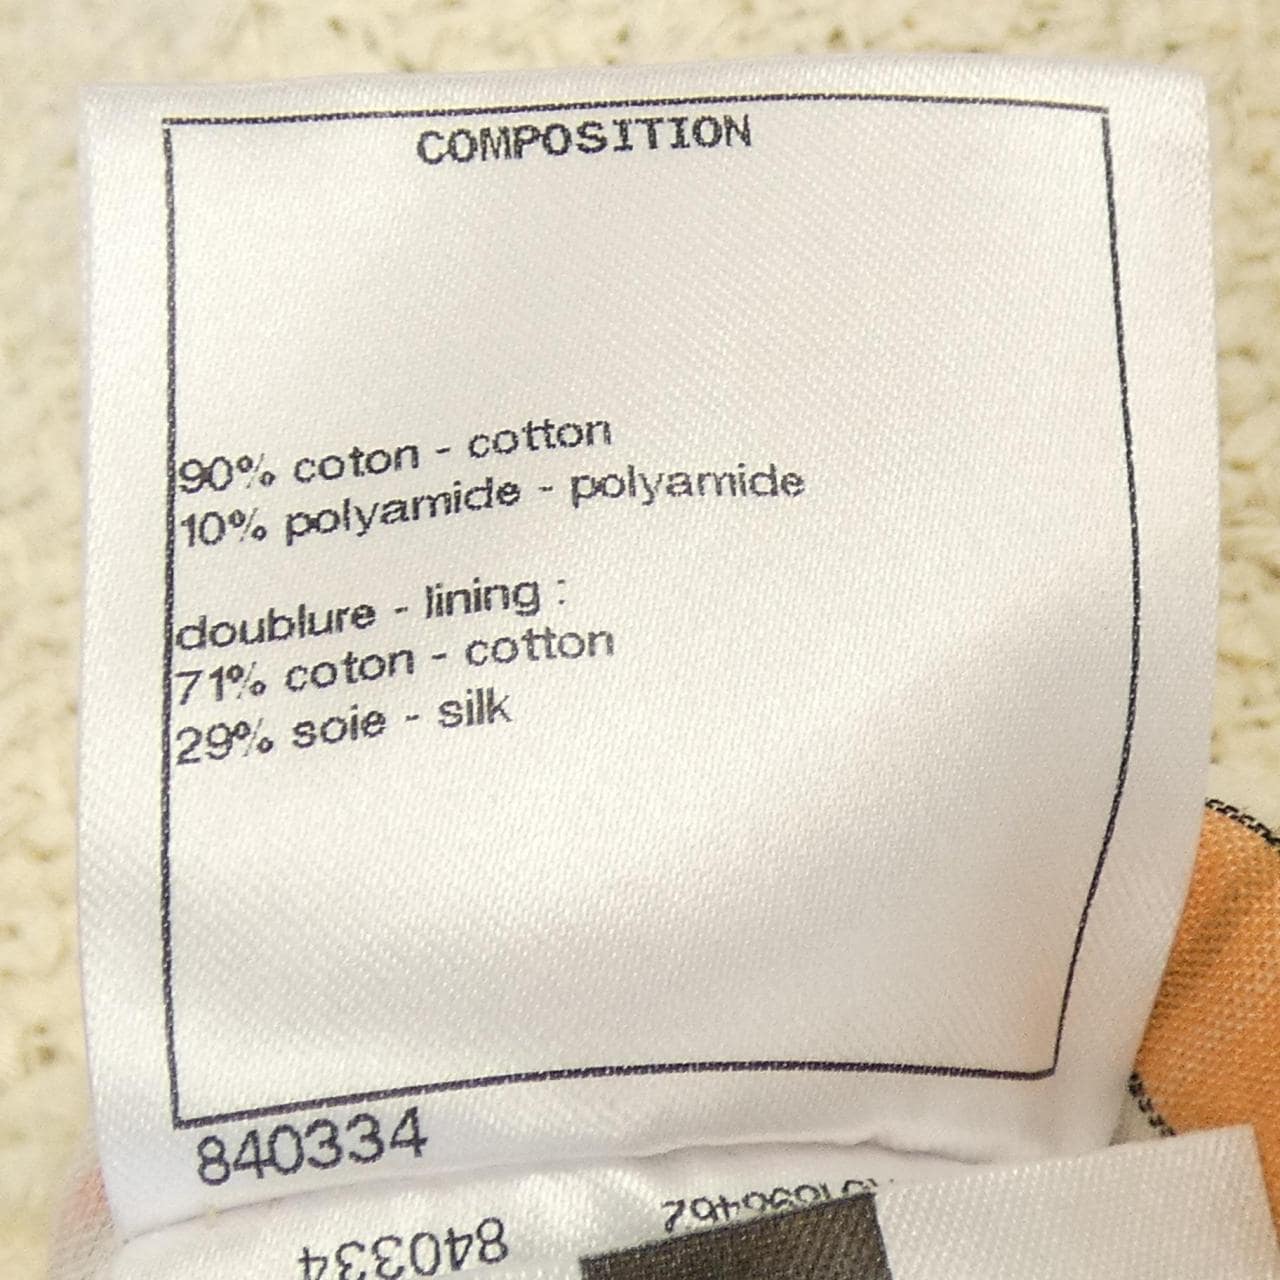 COMPOSITION
90% coton - cotton
10% polyamide - polyamide
doublure - lining :
71% coton - cotton
29% soie - silk
840334
840334